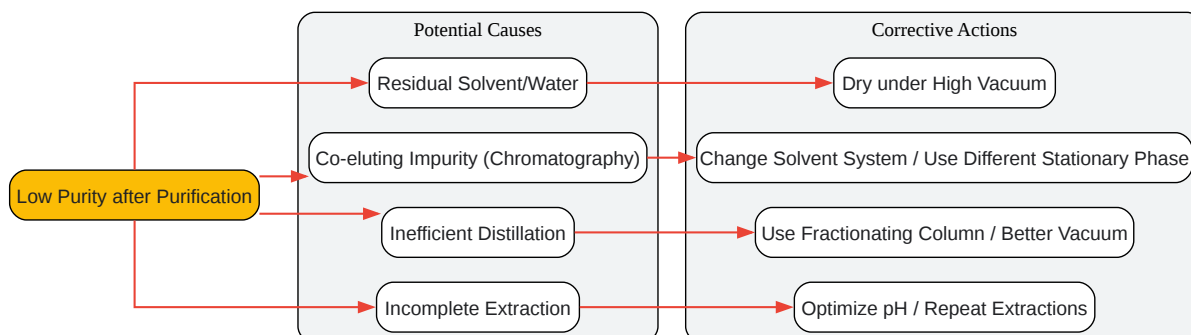 Potential Causes
Corrective Actions
Residual Solvent/Water
Dry under High Vacuum
Co-eluting Impurity (Chromatography)
Change Solvent System / Use Different Stationary Phase
Low Purity after Purification
Inefficient Distillation
Use Fractionating Column / Better Vacuum
Incomplete Extraction
Optimize pH / Repeat Extractions